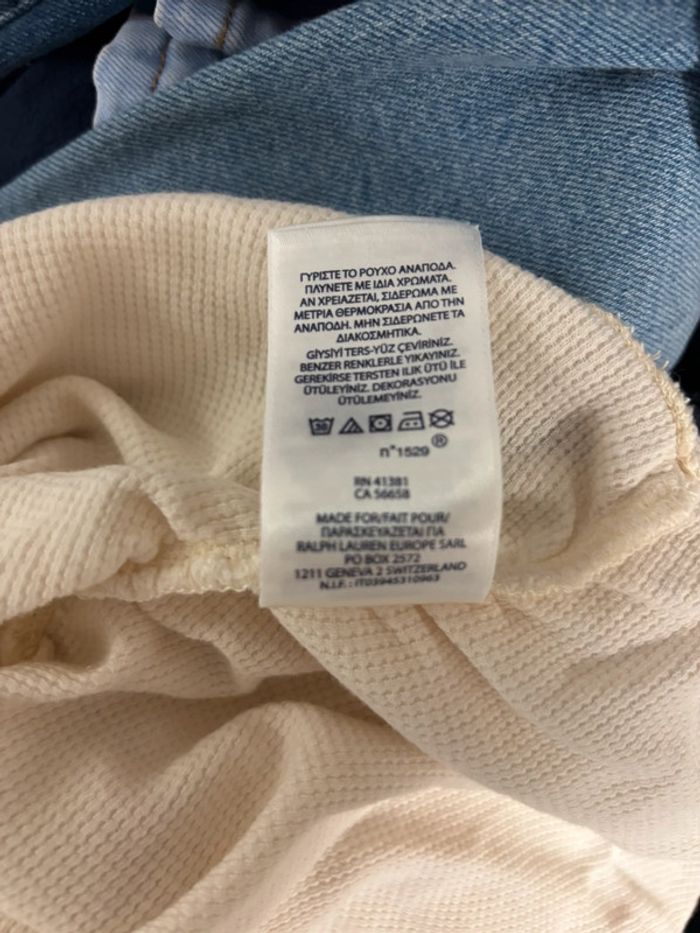 ΓΥΡΙΣΤΕ ΤΟ ΡΟΥΧΟ ΑΝΑΠΟΔΑ.
ΠΛΥΝΕΤΕ ΜΕ ΙΔΙΑ ΧΡΩΜΑΤΑ.
ΑΝ ΧΡΕΙΑΖΕΤΑΙ, ΣΙΔΕΡΩΜΑ ΜΕ
ΜΕΤΡΙΑ ΘΕΡΜΟΚΡΑΣΙΑ ΑΠΟ ΤΗΝ
ΑΝΑΠΟΔΗ. ΜΗΝ ΣΙΔΕΡΩΝΕΤΕ ΤΑ
ΔΙΑΚΟΣΜΗΤΙΚΑ.
GİYSİYİ TERS-YÜZ ÇEVİRİNİZ.
BENZER RENKLERLE YIKAYINIZ.
GEREKİRSE TERSTEN ILIK ÜTÜ İLE
ÜTÜLEYİNİZ. DEKORASYONU
ÜTÜLEMEYİNİZ.
30
n°1529 ®
RN 41381
CA 56658
MADE FOR/FAIT POUR/
ΠΑΡΑΣΚΕΥΑΖΕΤΑΙ ΓΙΑ
RALPH LAUREN EUROPE SARL
PO BOX 2572
1211 GENEVA 2 SWITZERLAND
N.I.F. : IT03945310963